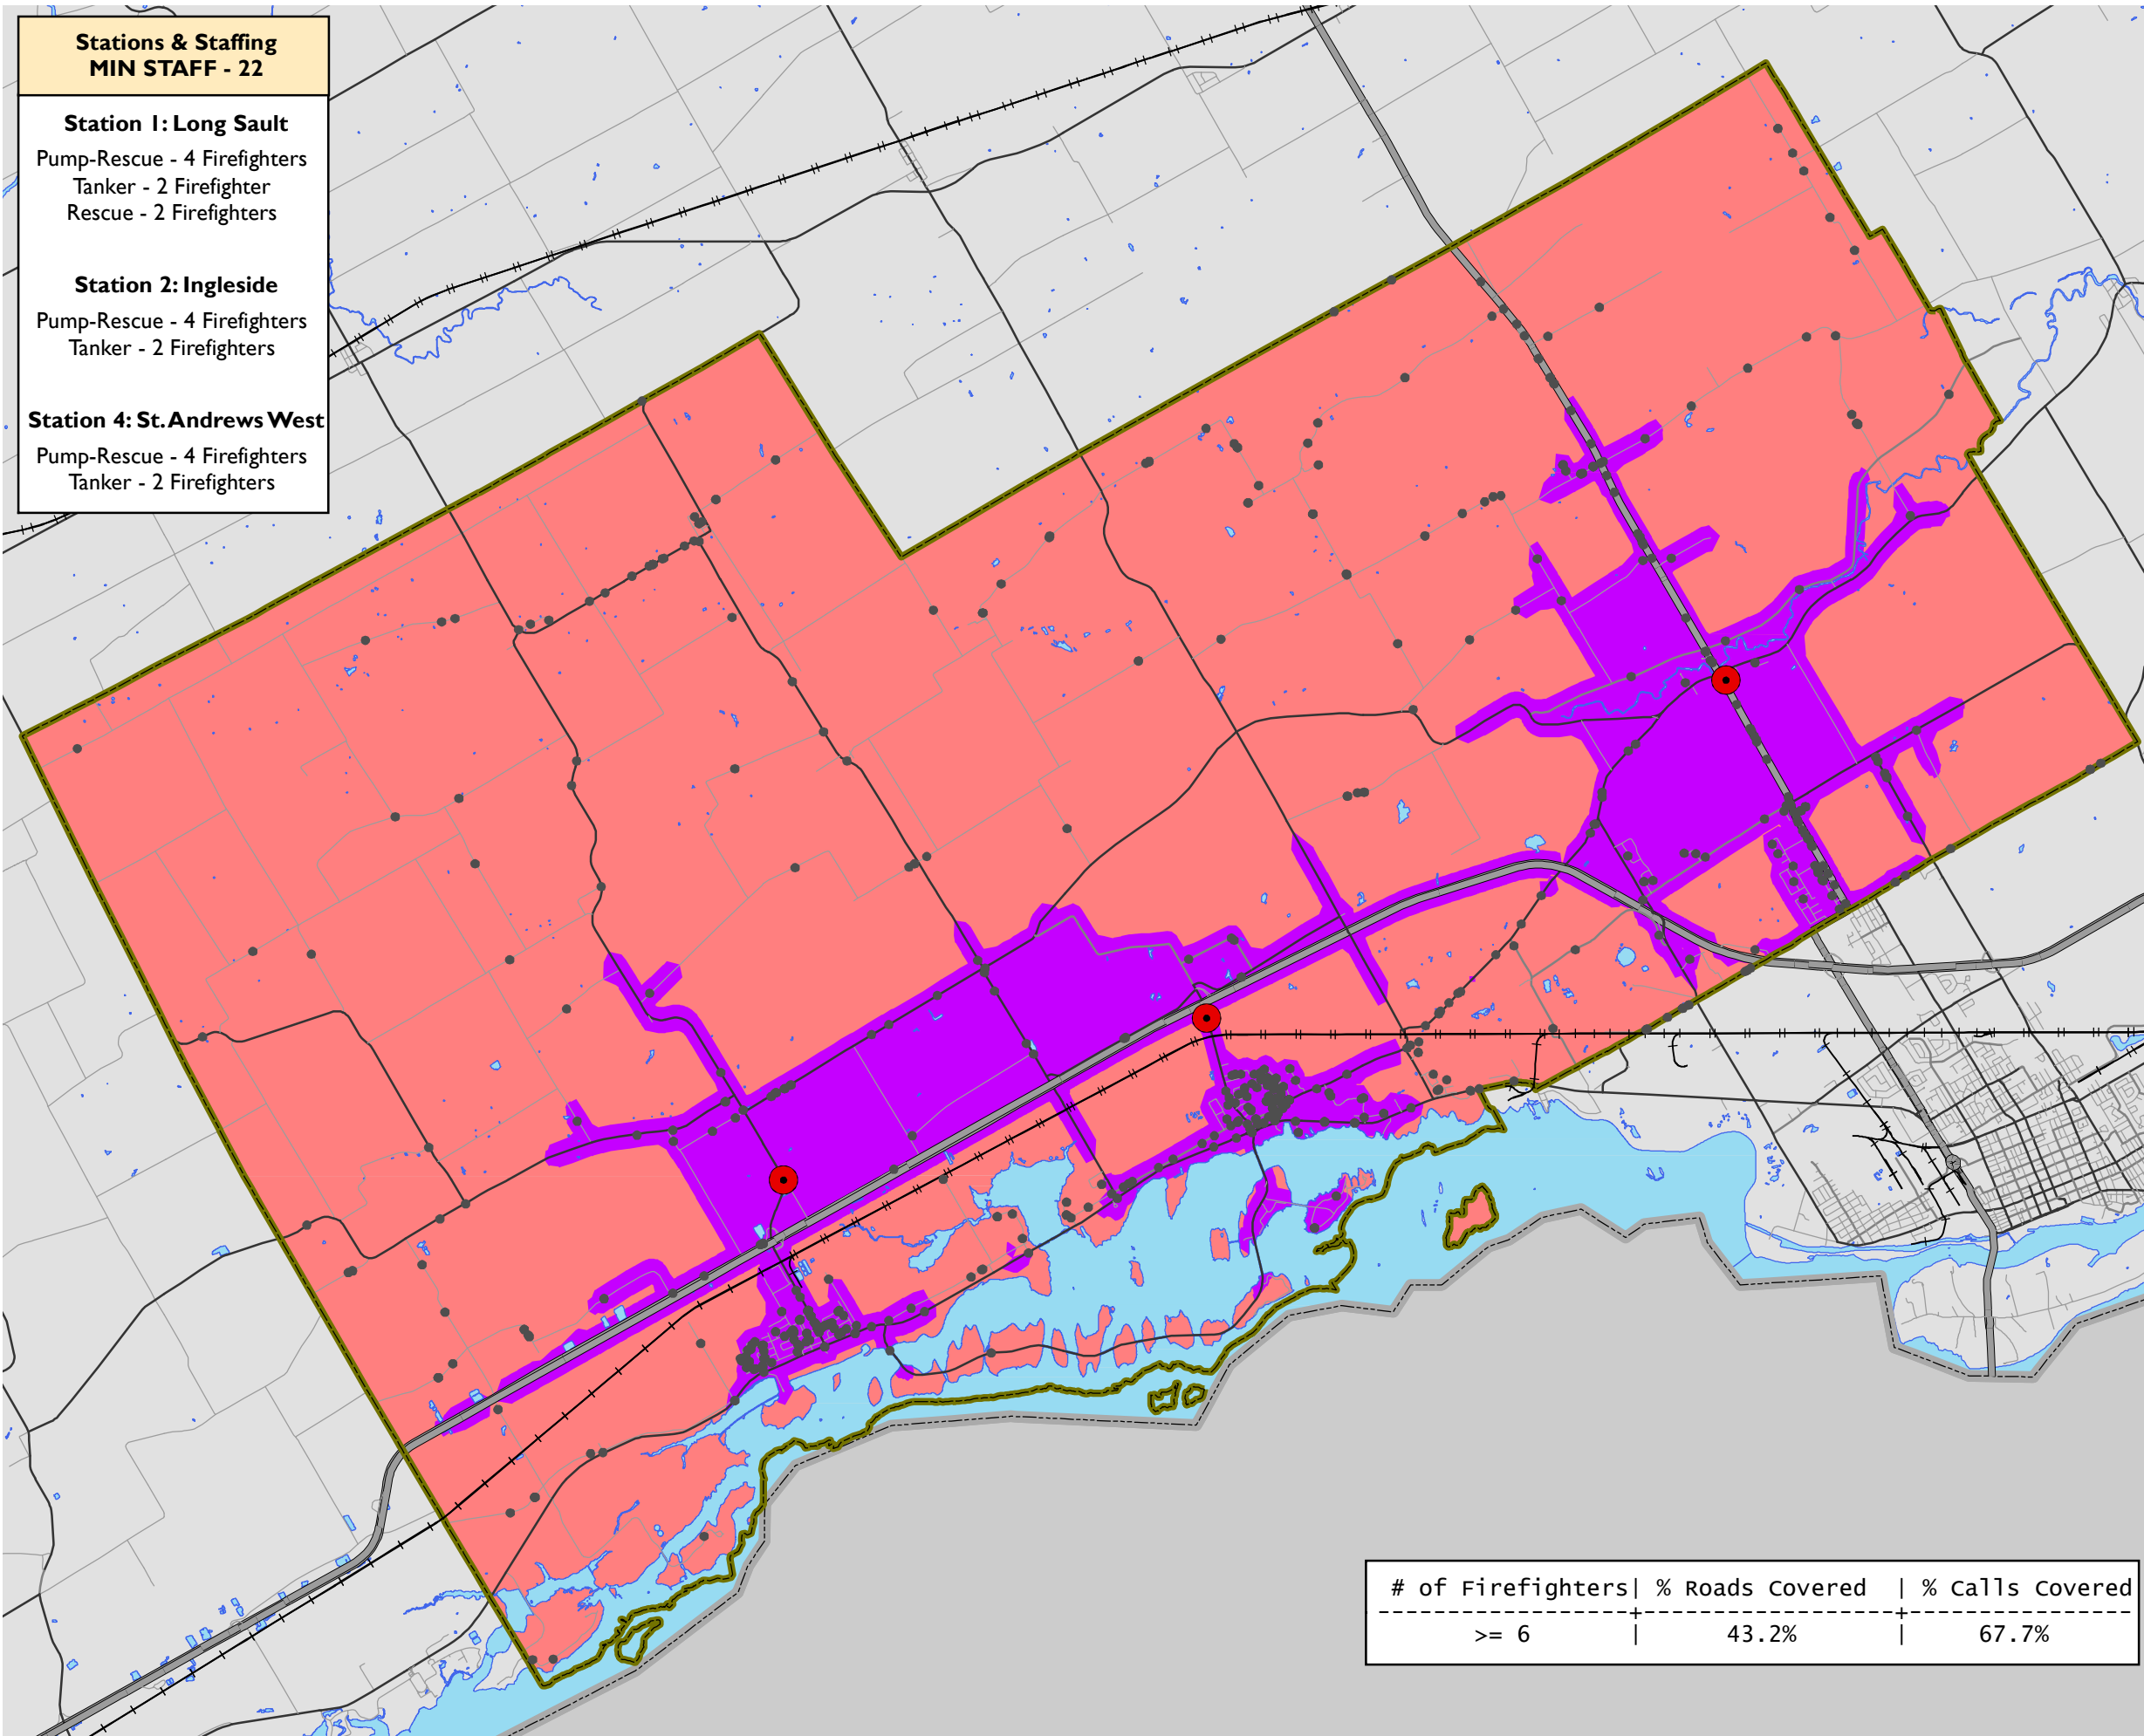 Stations & Staffing
MIN STAFF - 22
Station 1: Long Sault
Pump-Rescue - 4 Firefighters
Tanker - 2 Firefighter
Rescue - 2 Firefighters
Station 2: Ingleside
Pump-Rescue - 4 Firefighters
Tanker - 2 Firefighters
Station 4: St. Andrews West
Pump-Rescue - 4 Firefighters
Tanker - 2 Firefighters
# of Firefighters| % Roads Covered | % Calls Covered
-----------------+-----------------+---------------
>= 6 | 43.2% | 67.7%